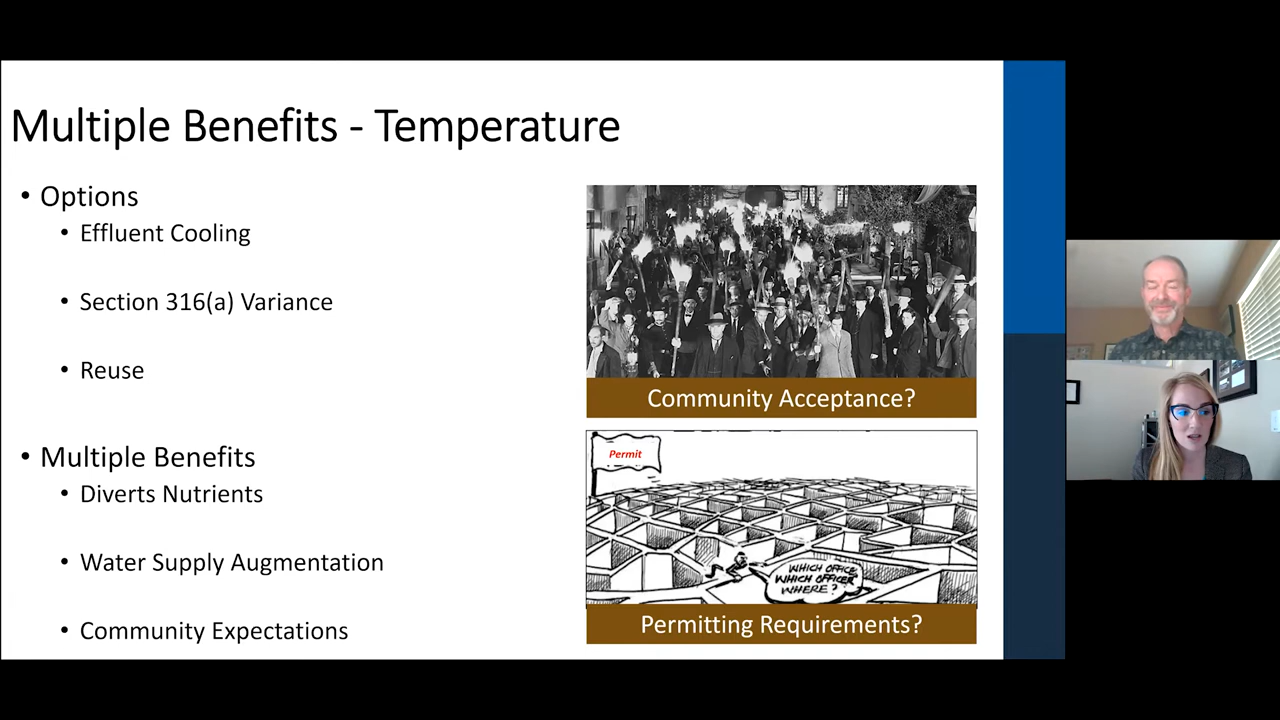 Multiple Benefits - Temperature
• Options
• Effluent Cooling
• Section 316(a) Variance
• Reuse
• Multiple Benefits
• Diverts Nutrients
• Water Supply Augmentation
• Community Expectations
Community Acceptance?
Permit
WHICH OFFICE
WHICH OFFICER
WHERE?
Permitting Requirements?